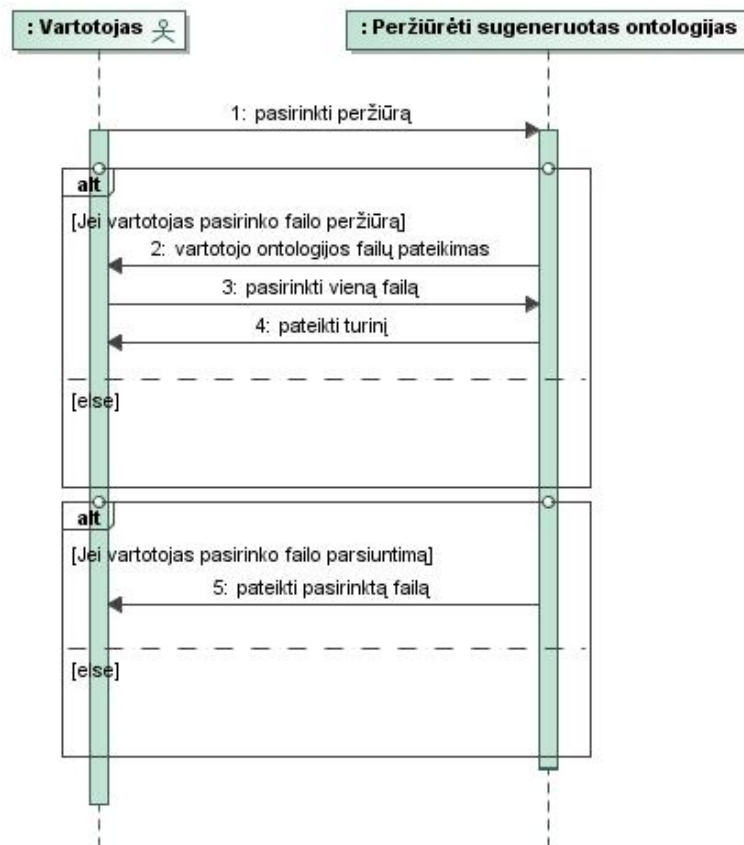 : Vartotojas
: Peržiūrėti sugeneruotas ontologijas
1: pasirinkti peržiūrą
alt
[Jei vartotojas pasirinko failo peržiūrą]
2: vartotojo ontologijos failų pateikimas
3: pasirinkti vieną failą
4: pateikti turinį
[else]
alt
[Jei vartotojas pasirinko failo parsiuntimą]
5: pateikti pasirinktą failą
[else]